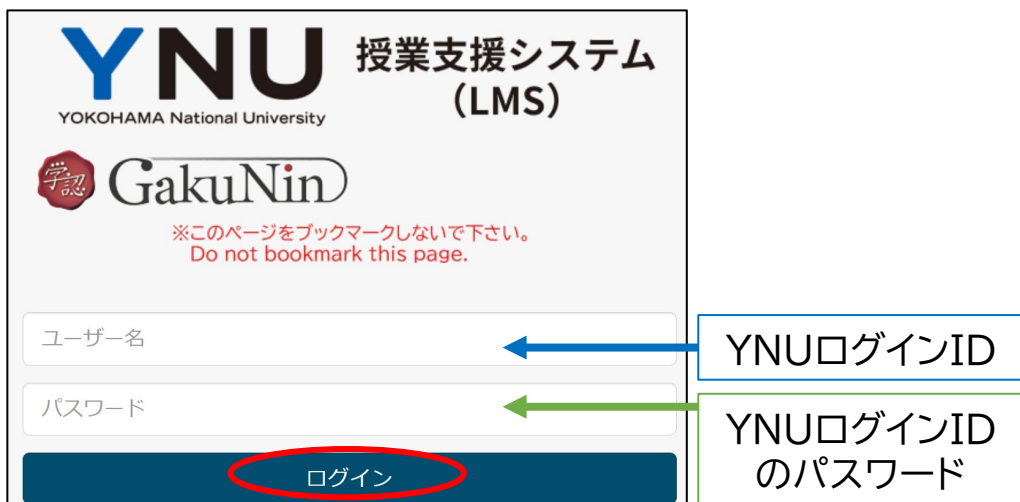 YNU
YOKOHAMA National University
授業支援システム
（LMS）
学認
GakuNin
※このページをブックマークしないで下さい。
Do not bookmark this page.
ユーザー名
YNUログインID
パスワード
YNUログインID
のパスワード
ログイン